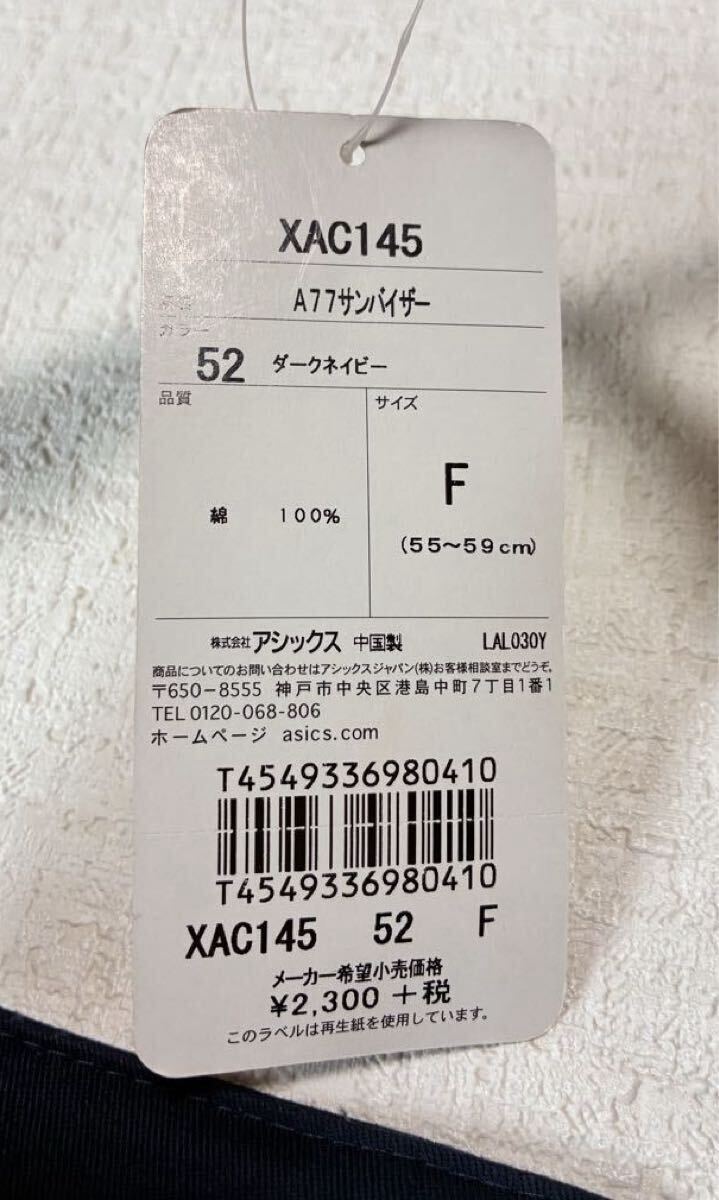 XAC145
A77サンバイザー
カラー
52 ダークネイビー
品質 サイズ
F
綿 100%
(55～59cm)
株式会社アシックス 中国製 LAL030Y
商品についてのお問い合わせはアシックスジャパン(株)お客様相談室までどうぞ。
〒650-8555 神戸市中央区港島中町7丁目1番1
TEL 0120-068-806
ホームページ asics.com
T4549336980410
T4549336980410
XAC145 52 F
メーカー希望小売価格
¥2,300 +税
このラベルは再生紙を使用しています。